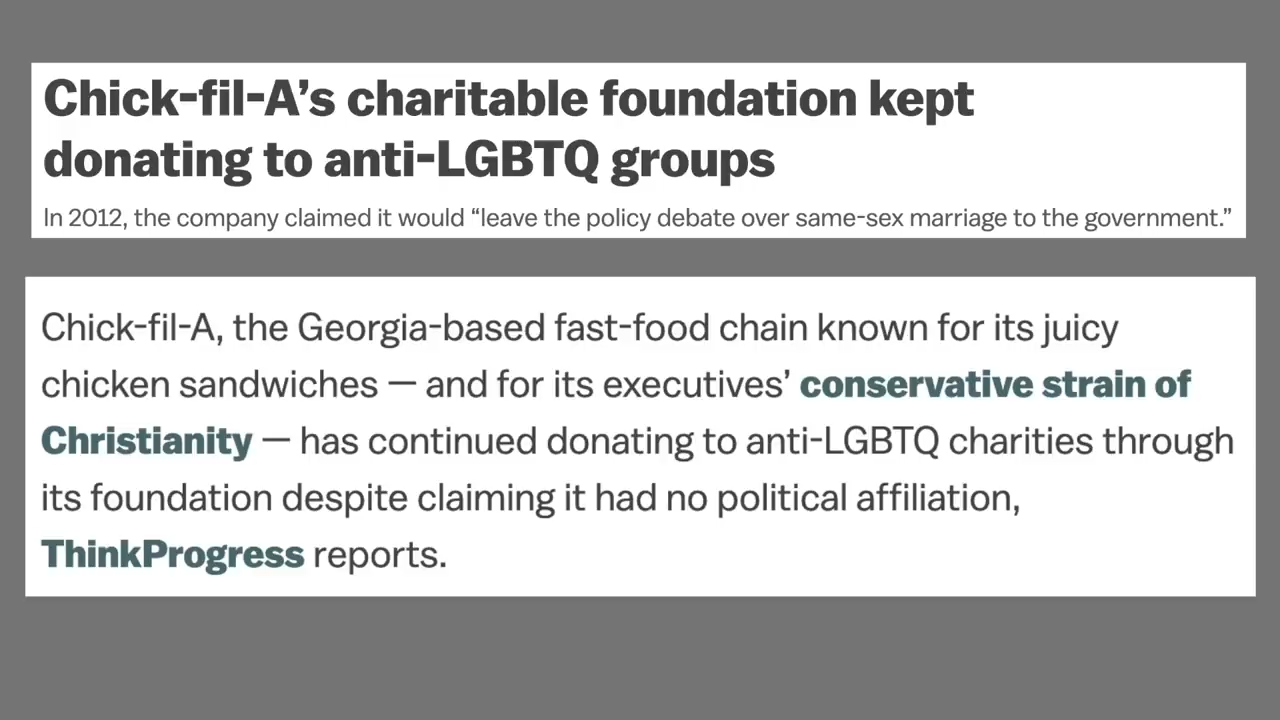 Chick-fil-A’s charitable foundation kept
donating to anti-LGBTQ groups
In 2012, the company claimed it would “leave the policy debate over same-sex marriage to the government.”
Chick-fil-A, the Georgia-based fast-food chain known for its juicy
chicken sandwiches — and for its executives’ conservative strain of
Christianity — has continued donating to anti-LGBTQ charities through
its foundation despite claiming it had no political affiliation,
ThinkProgress reports.